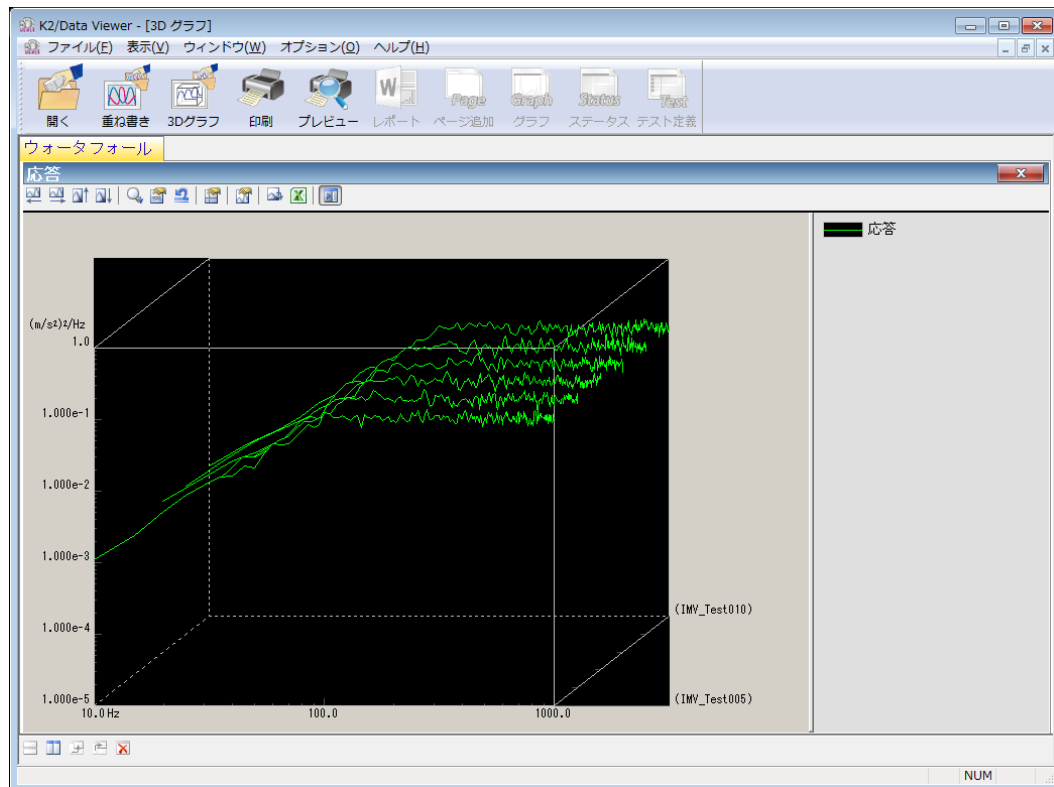 K2/Data Viewer - [3D グラフ]
ファイル(F) 表示(V) ウィンドウ(W) オプション(O) ヘルプ(H)
開く 重ね書き 3Dグラフ 印刷 プレビュー レポート ページ追加 グラフ ステータス テスト定義
W Page Graph Status Test
ウォータフォール
応答
応答
(m/s²)²/Hz
1.0
1.000e-1
1.000e-2
1.000e-3
1.000e-4
1.000e-5
10.0Hz 100.0 1000.0
(IMV_Test010)
(IMV_Test005)
NUM